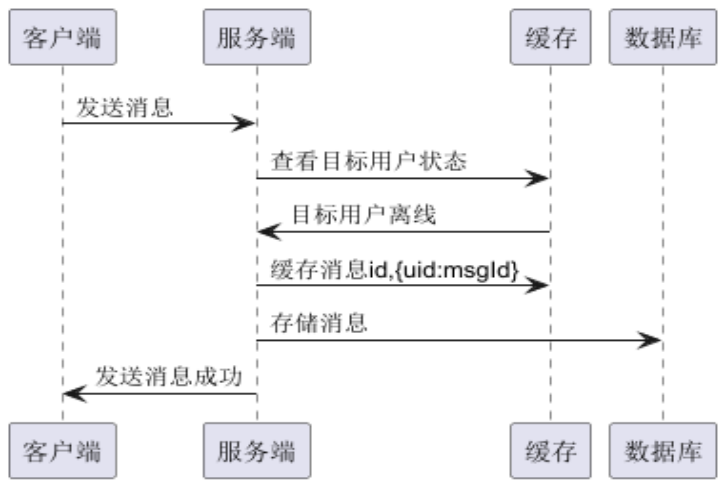 客户端 服务端 缓存 数据库
发送消息
查看目标用户状态
目标用户离线
缓存消息id,{uid:msgId}
存储消息
发送消息成功
客户端 服务端 缓存 数据库